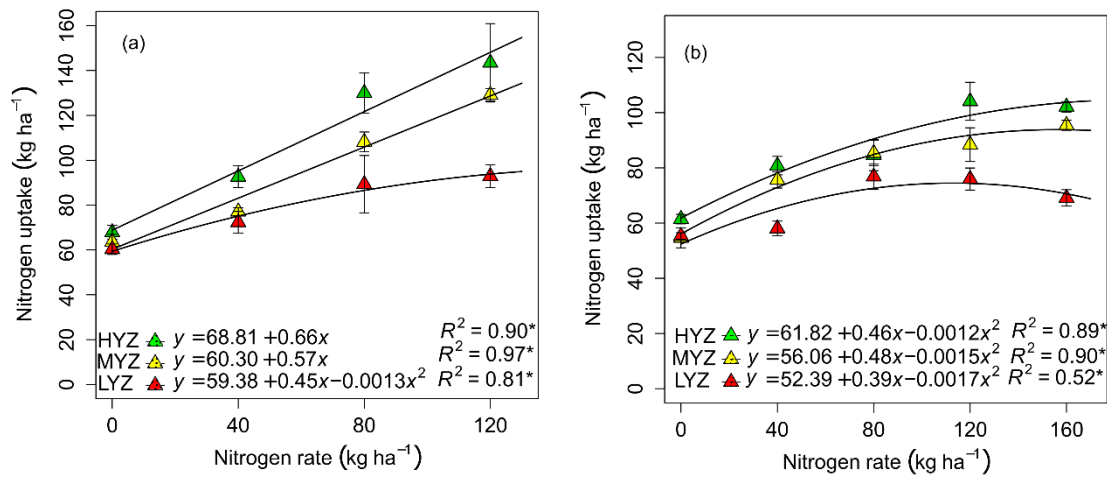 (a)
Nitrogen uptake (kg ha⁻¹)
160
140
120
100
80
60
40
20
0
HYZ y =68.81 +0.66x R² = 0.90*
MYZ y =60.30 +0.57x R² = 0.97*
LYZ y =59.38 +0.45x−0.0013x² R² = 0.81*
0 40 80 120
Nitrogen rate (kg ha⁻¹)
(b)
Nitrogen uptake (kg ha⁻¹)
120
100
80
60
40
20
0
HYZ y =61.82 +0.46x−0.0012x² R² = 0.89*
MYZ y =56.06 +0.48x−0.0015x² R² = 0.90*
LYZ y =52.39 +0.39x−0.0017x² R² = 0.52*
0 40 80 120 160
Nitrogen rate (kg ha⁻¹)